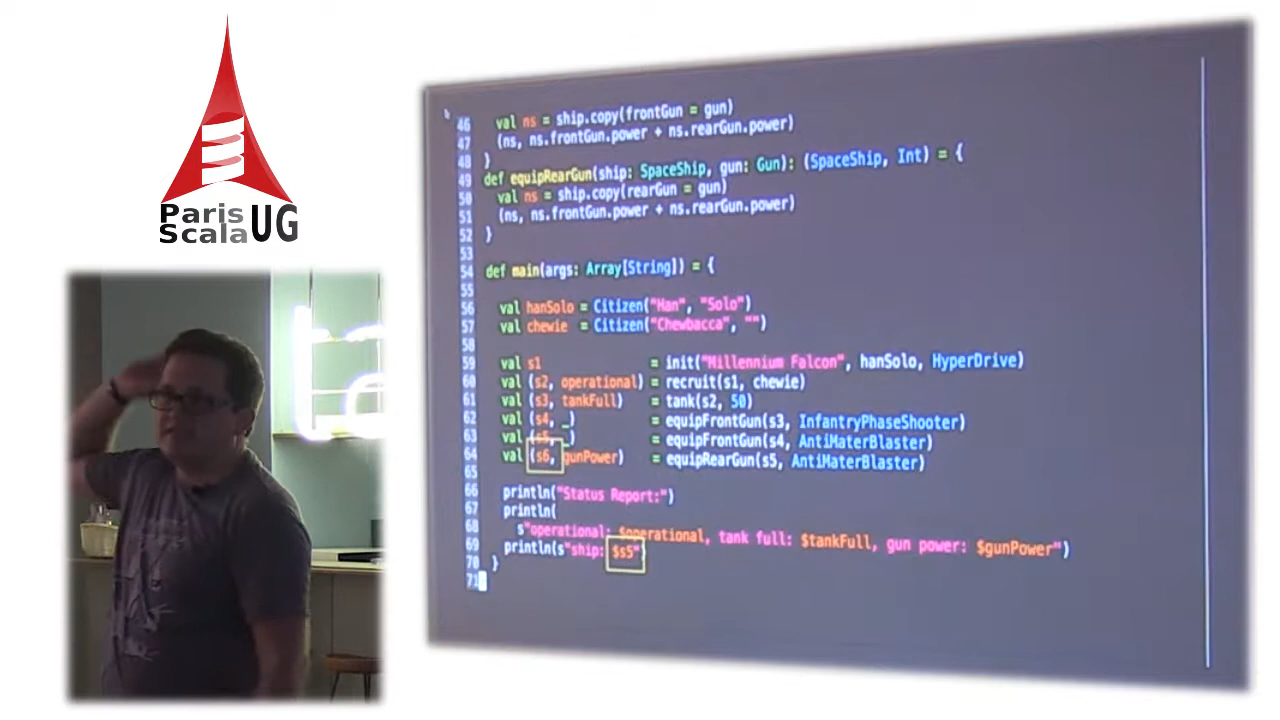 Paris
Scala UG
46 val ns = ship.copy(frontGun = gun)
47 (ns, ns.frontGun.power + ns.rearGun.power)
48 }
49 def equipRearGun(ship: SpaceShip, gun: Gun): (SpaceShip, Int) = {
50 val ns = ship.copy(rearGun = gun)
51 (ns, ns.frontGun.power + ns.rearGun.power)
52 }
53
54 def main(args: Array[String]) = {
55
56 val hanSolo = Citizen("Han", "Solo")
57 val chewie = Citizen("Chewbacca", "")
58
59 val s1 = init("Millennium Falcon", hanSolo, HyperDrive)
60 val (s2, operational) = recruit(s1, chewie)
61 val (s3, tankFull) = tank(s2, 50)
62 val (s4, _) = equipFrontGun(s3, InfantryPhaseShooter)
63 val (s5, _) = equipFrontGun(s4, AntiMaterBlaster)
64 val (s6, gunPower) = equipRearGun(s5, AntiMaterBlaster)
65
66 println("Status Report:")
67 println(
68 s"operational: $operational, tank full: $tankFull, gun power: $gunPower")
69 println(s"ship: $s5")
70 }
71